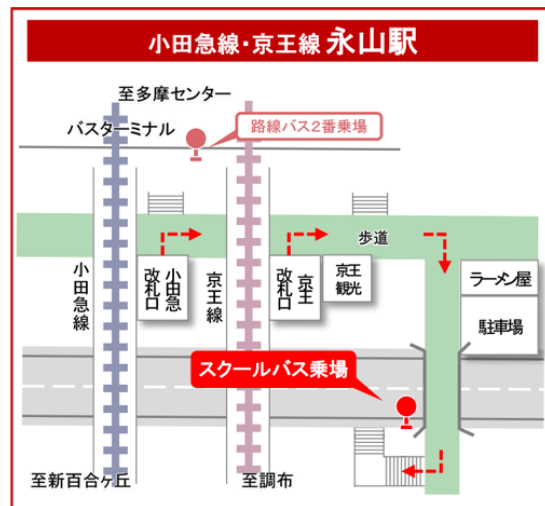 小田急線・京王線 永山駅
至多摩センター
バスターミナル
路線バス2番乗場
歩道
小田急線
小田急
改札口
京王線
京王
改札口
京王
観光
ラーメン屋
駐車場
スクールバス乗場
至新百合ヶ丘
至調布